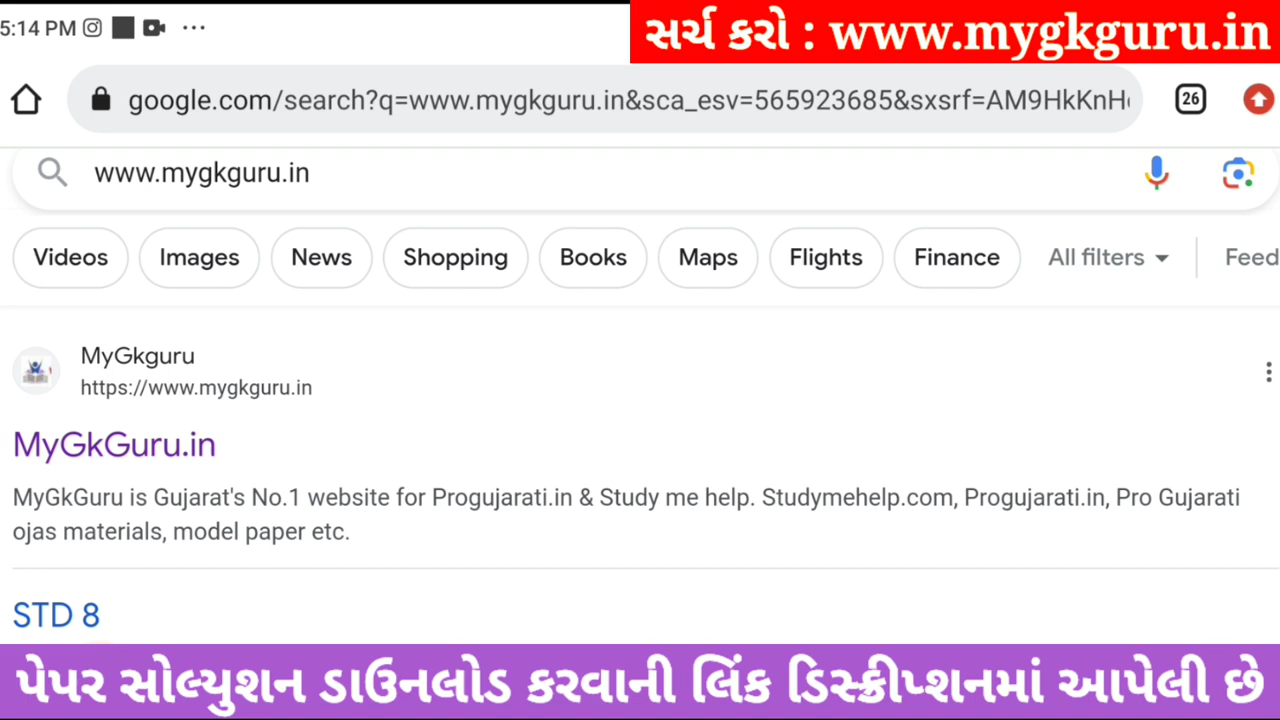 5:14 PM
સર્ચ કરો : www.mygkguru.in
google.com/search?q=www.mygkguru.in&sca_esv=565923685&sxsrf=AM9HkKnH
26
www.mygkguru.in
Videos Images News Shopping Books Maps Flights Finance All filters Feed
MyGkguru
https://www.mygkguru.in
MyGkGuru.in
MyGkGuru is Gujarat's No.1 website for Progujarati.in & Study me help. Studymehelp.com, Progujarati.in, Pro Gujarati
ojas materials, model paper etc.
STD 8
પેપર સોલ્યુશન ડાઉનલોડ કરવાની લિંક ડિસ્ક્રીપ્શનમાં આપેલી છે